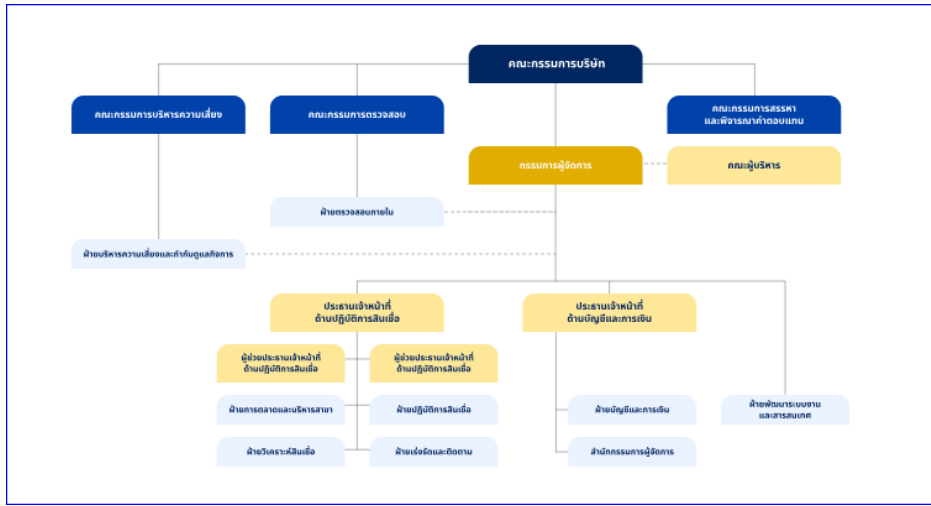 คณะกรรมการบริษัท
คณะกรรมการบริหารความเสี่ยง
คณะกรรมการตรวจสอบ
คณะกรรมการสรรหา
และพิจารณาค่าตอบแทน
กรรมการผู้จัดการ
คณะผู้บริหาร
ฝ่ายตรวจสอบภายใน
ฝ่ายบริหารความเสี่ยงและกำกับดูแลกิจการ
ประธานเจ้าหน้าที่
ด้านปฏิบัติการสินเชื่อ
ประธานเจ้าหน้าที่
ด้านบัญชีและการเงิน
ผู้ช่วยประธานเจ้าหน้าที่
ด้านปฏิบัติการสินเชื่อ
ผู้ช่วยประธานเจ้าหน้าที่
ด้านปฏิบัติการสินเชื่อ
ฝ่ายการตลาดและบริหารสาขา
ฝ่ายปฏิบัติการสินเชื่อ
ฝ่ายบัญชีและการเงิน
ฝ่ายพัฒนาระบบงาน
และสารสนเทศ
ฝ่ายวิเคราะห์สินเชื่อ
ฝ่ายเร่งรัดและติดตาม
สำนักกรรมการผู้จัดการ